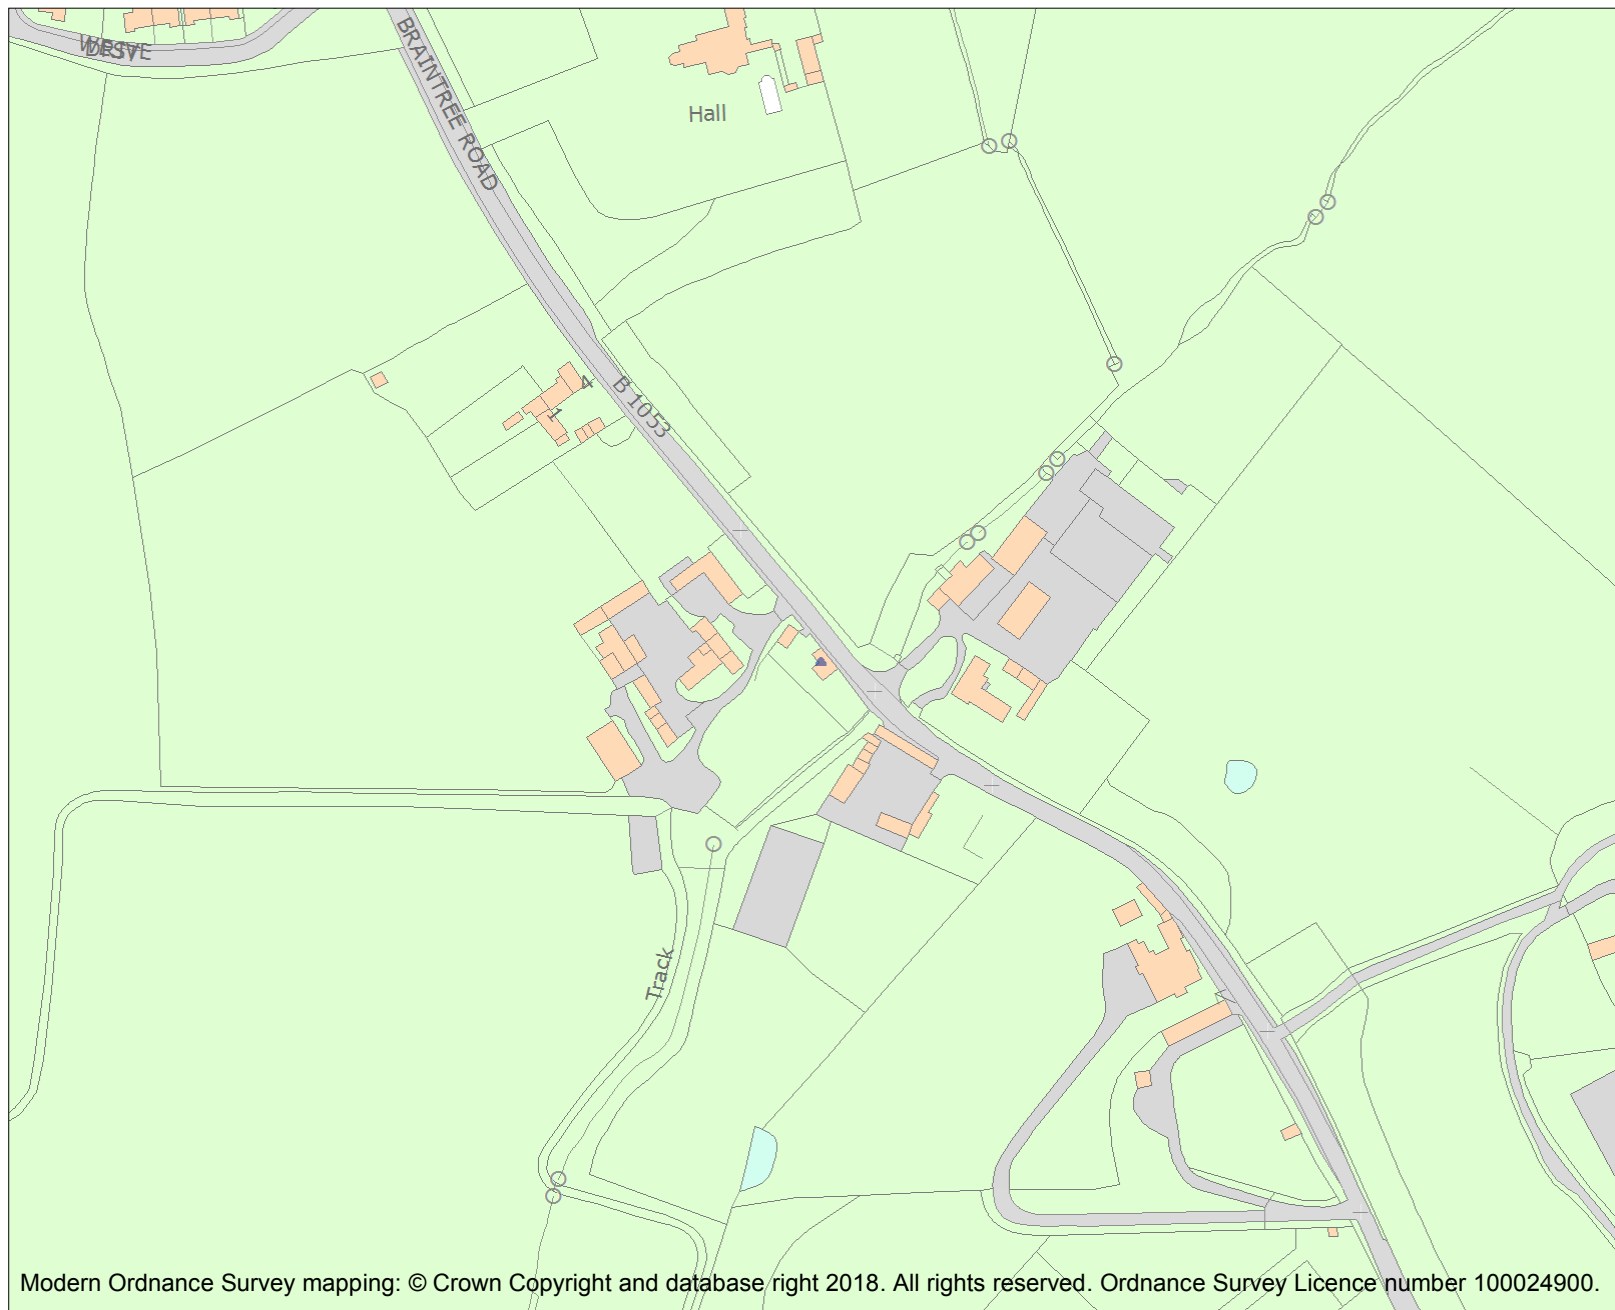 BRAINTREE ROAD
Hall
4
1
B 1053
Track
Modern Ordnance Survey mapping: © Crown Copyright and database right 2018. All rights reserved. Ordnance Survey Licence number 100024900.